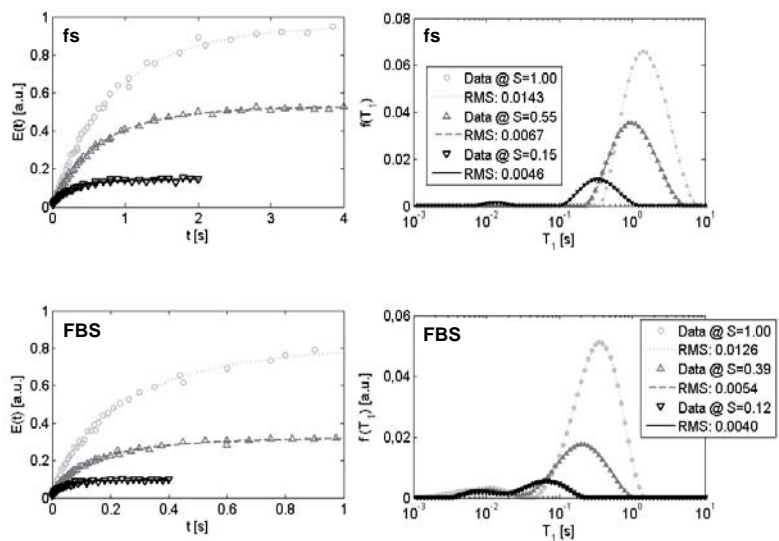 fs
E(t) [a.u.]
1
0.8
0.6
0.4
0.2
0
0 1 2 3 4
t [s]
fs
f(T1)
0.08
0.06
0.04
0.02
0
Data @ S=1.00
RMS: 0.0143
Data @ S=0.55
RMS: 0.0067
Data @ S=0.15
RMS: 0.0046
10-3 10-2 10-1 100 101
T1 [s]
FBS
E(t) [a.u.]
1
0.8
0.6
0.4
0.2
0
0 0.2 0.4 0.6 0.8 1
t [s]
FBS
f (T1) [a.u.]
0,06
0,04
0,02
0
Data @ S=1.00
RMS: 0.0126
Data @ S=0.39
RMS: 0.0054
Data @ S=0.12
RMS: 0.0040
10-3 10-2 10-1 100 101
T1 [s]